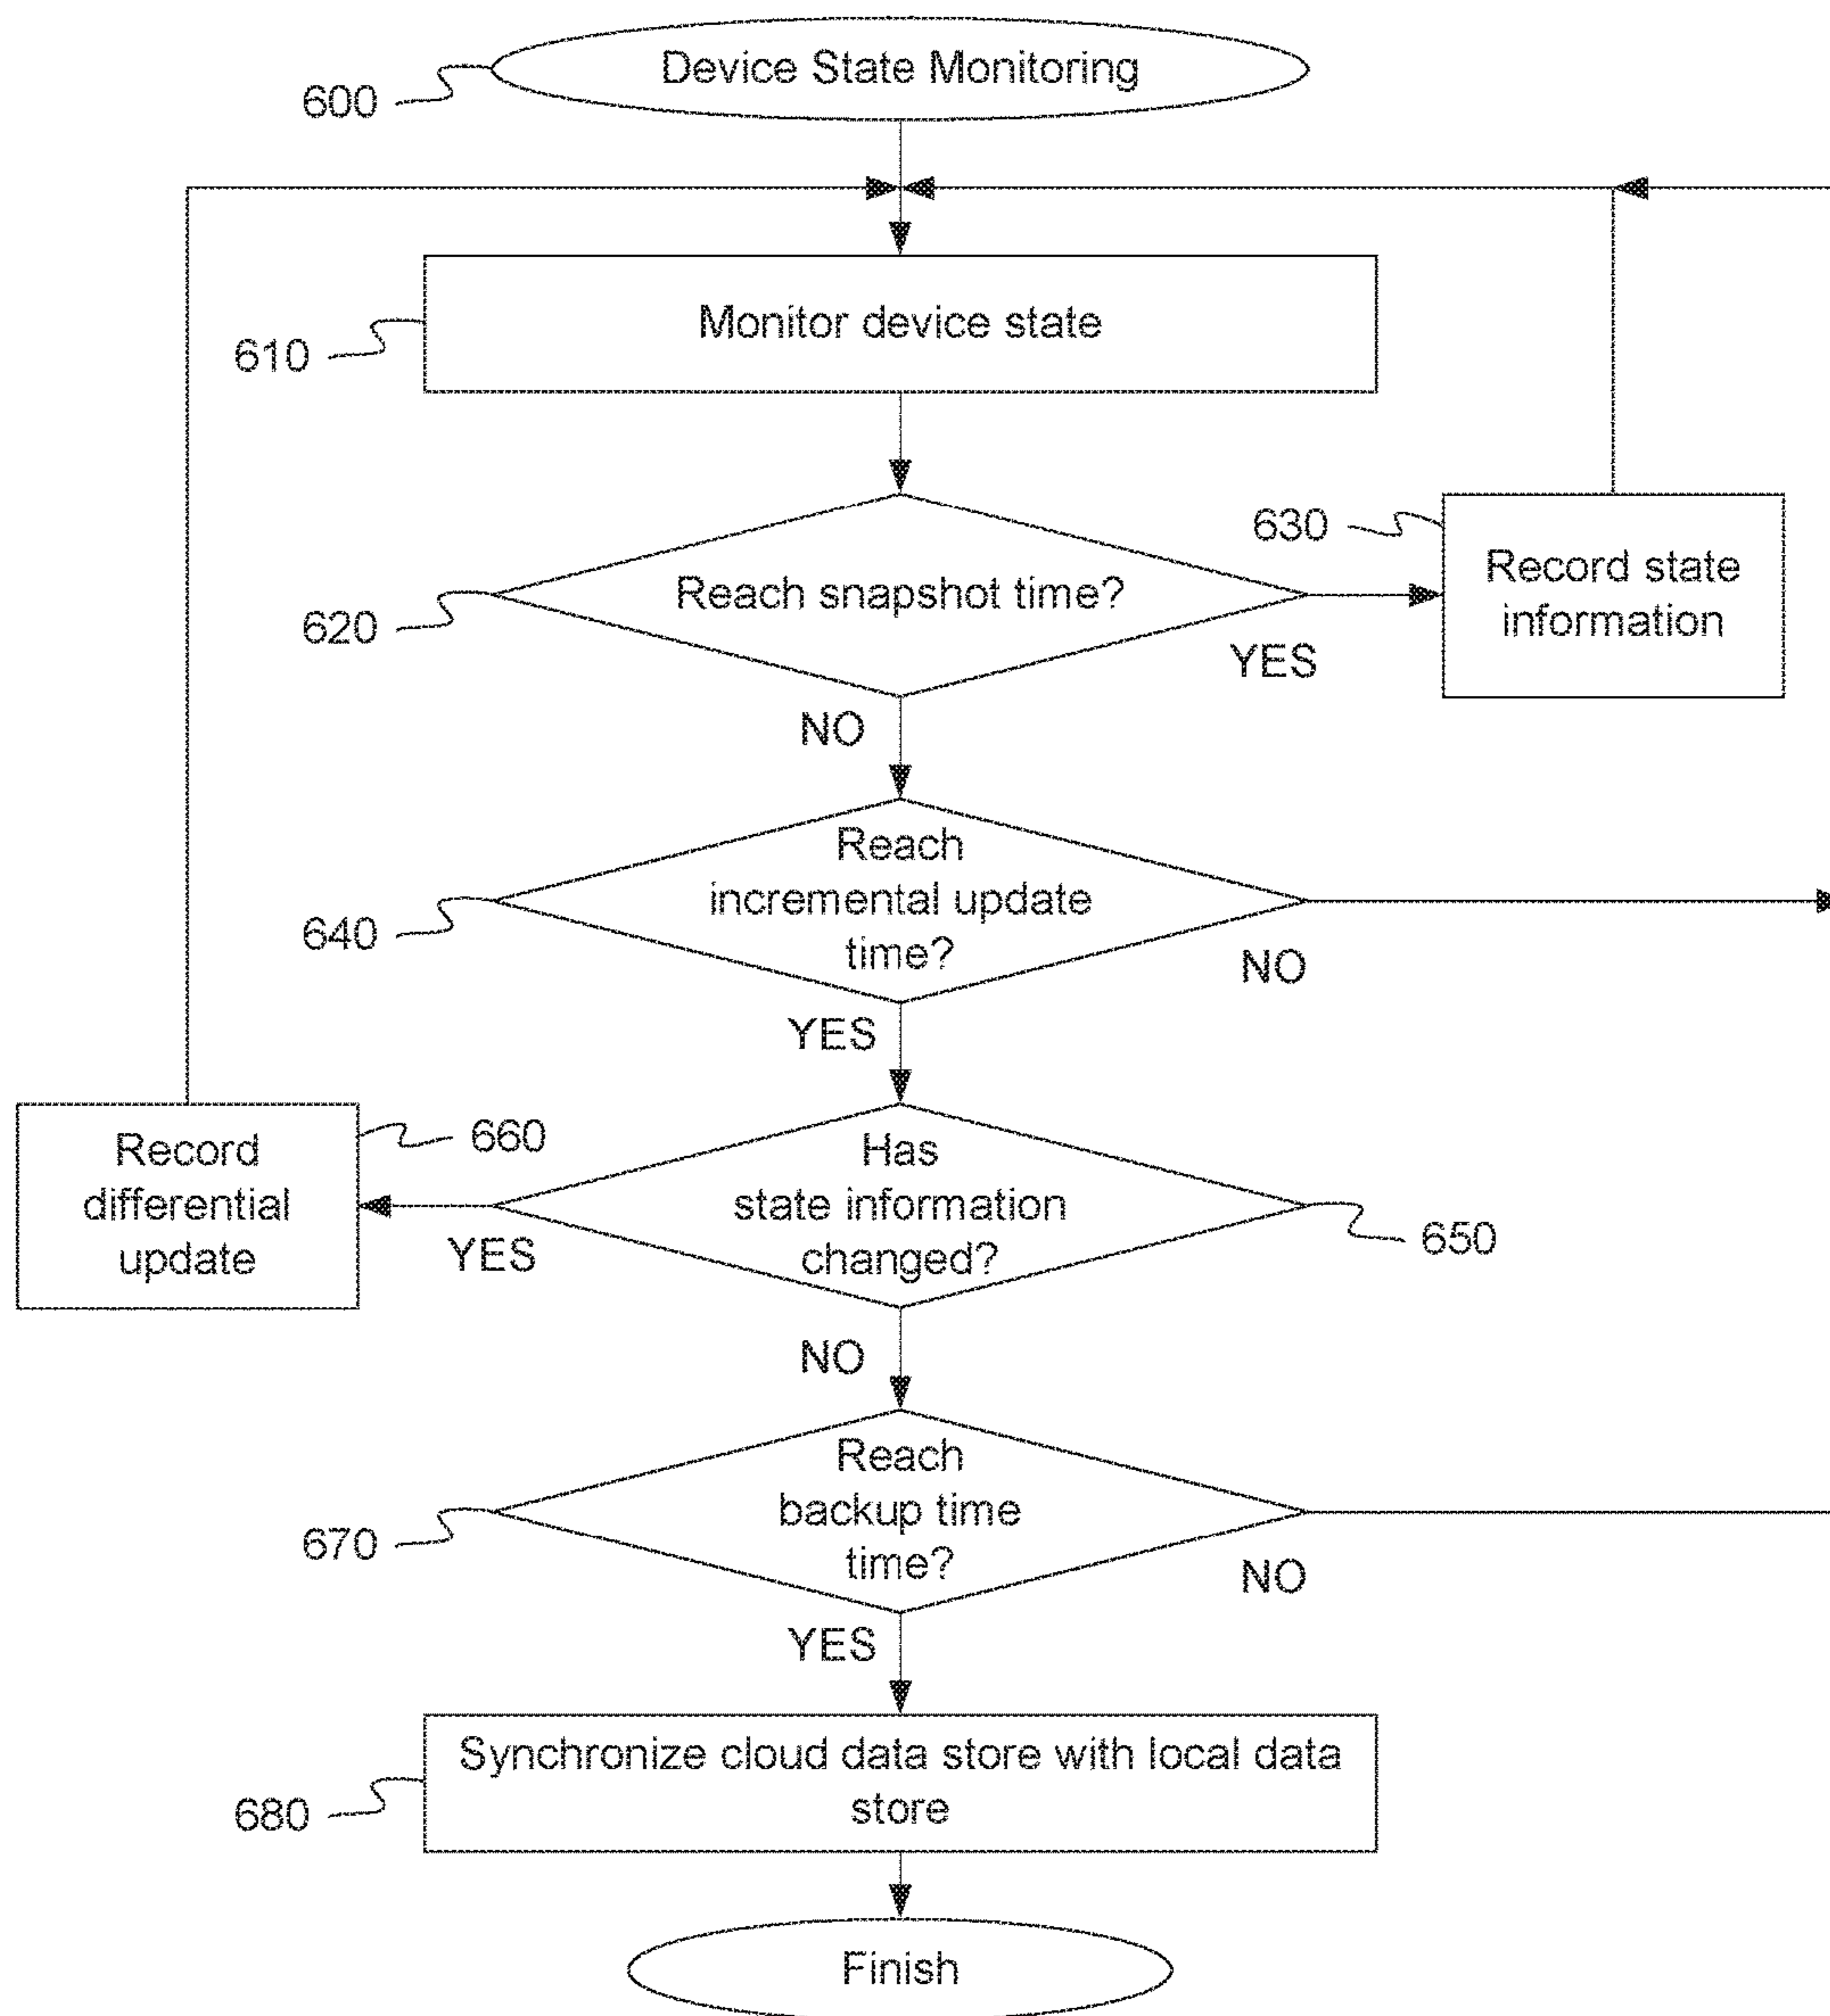 Device State Monitoring
600
Monitor device state
610
630
Record state
information
Reach snapshot time?
620
YES
NO
Reach
incremental update
time?
640
NO
YES
Record
differential
update
660
Has
state information
changed?
650
YES
NO
Reach
backup time
time?
670
NO
YES
Synchronize cloud data store with local data
store
680
Finish